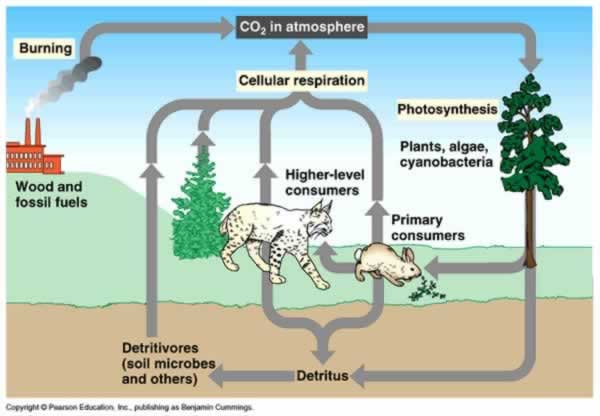 CO₂ in atmosphere
Burning
Cellular respiration
Photosynthesis
Plants, algae,
cyanobacteria
Higher-level
consumers
Wood and
fossil fuels
Primary
consumers
Detritivores
(soil microbes
and others)
Detritus
Copyright © Pearson Education, Inc., publishing as Benjamin Cummings.